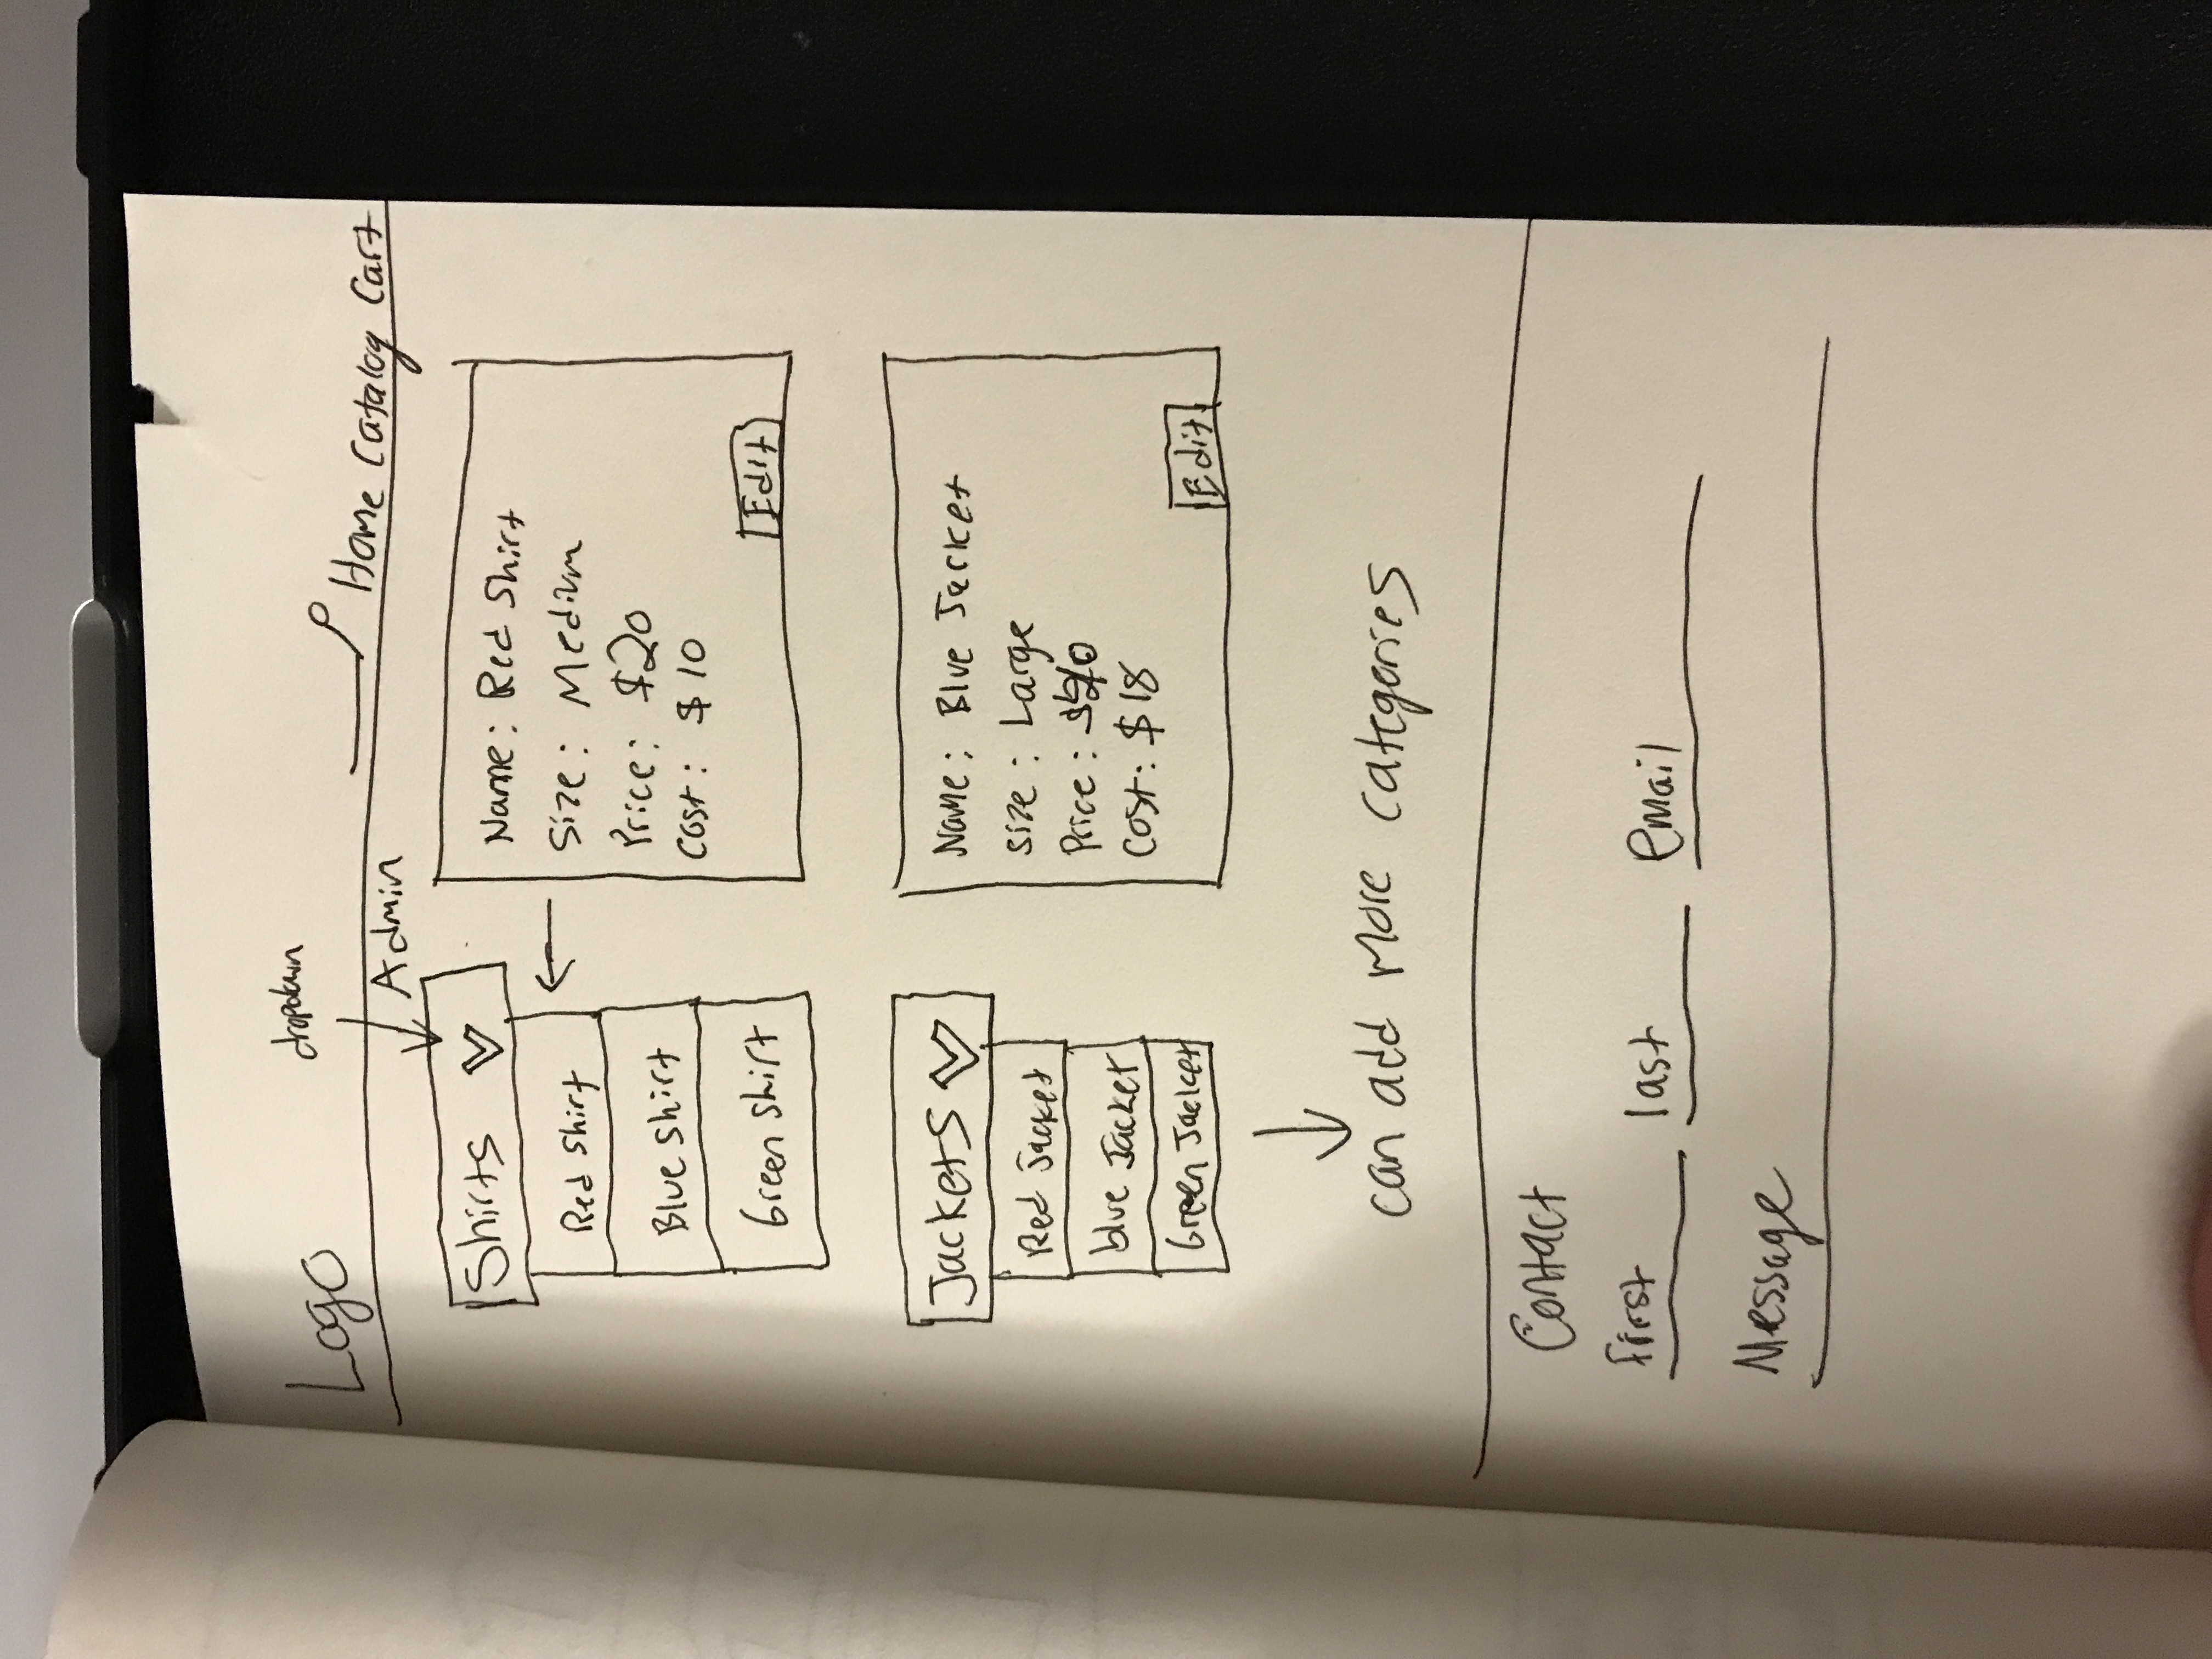 Logo
dropdown
Home Catalog Cart
Admin
Shirts
Red Shirt
Blue Shirt
Green Shirt
Name: Red Shirt
Size: Medium
Price: $20
Cost: $10
Edit
Jackets
Red Jacket
blue Jacket
Green Jacket
Name: Blue Jacket
Size: Large
Price:
Cost: $18
Edit
can add more categories
Contact
first last email
Message